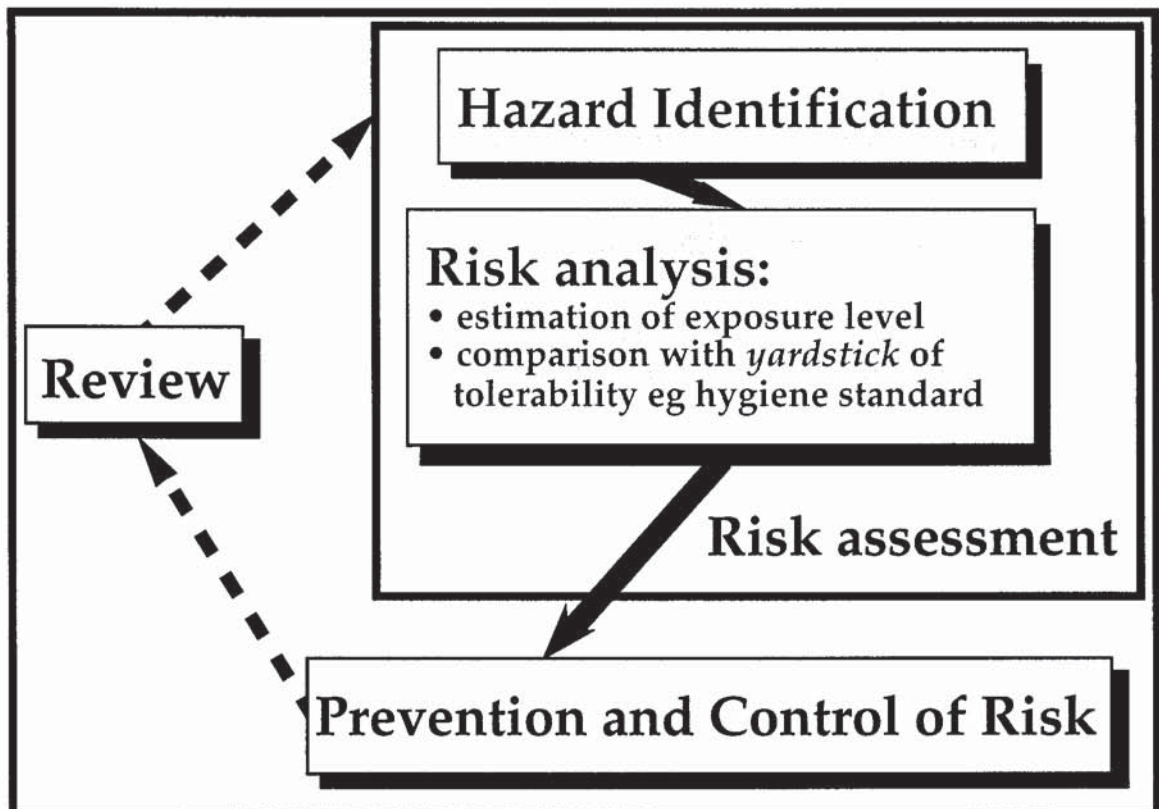 Hazard Identification
Risk analysis:
• estimation of exposure level
• comparison with yardstick of
tolerability eg hygiene standard
Review
Risk assessment
Prevention and Control of Risk